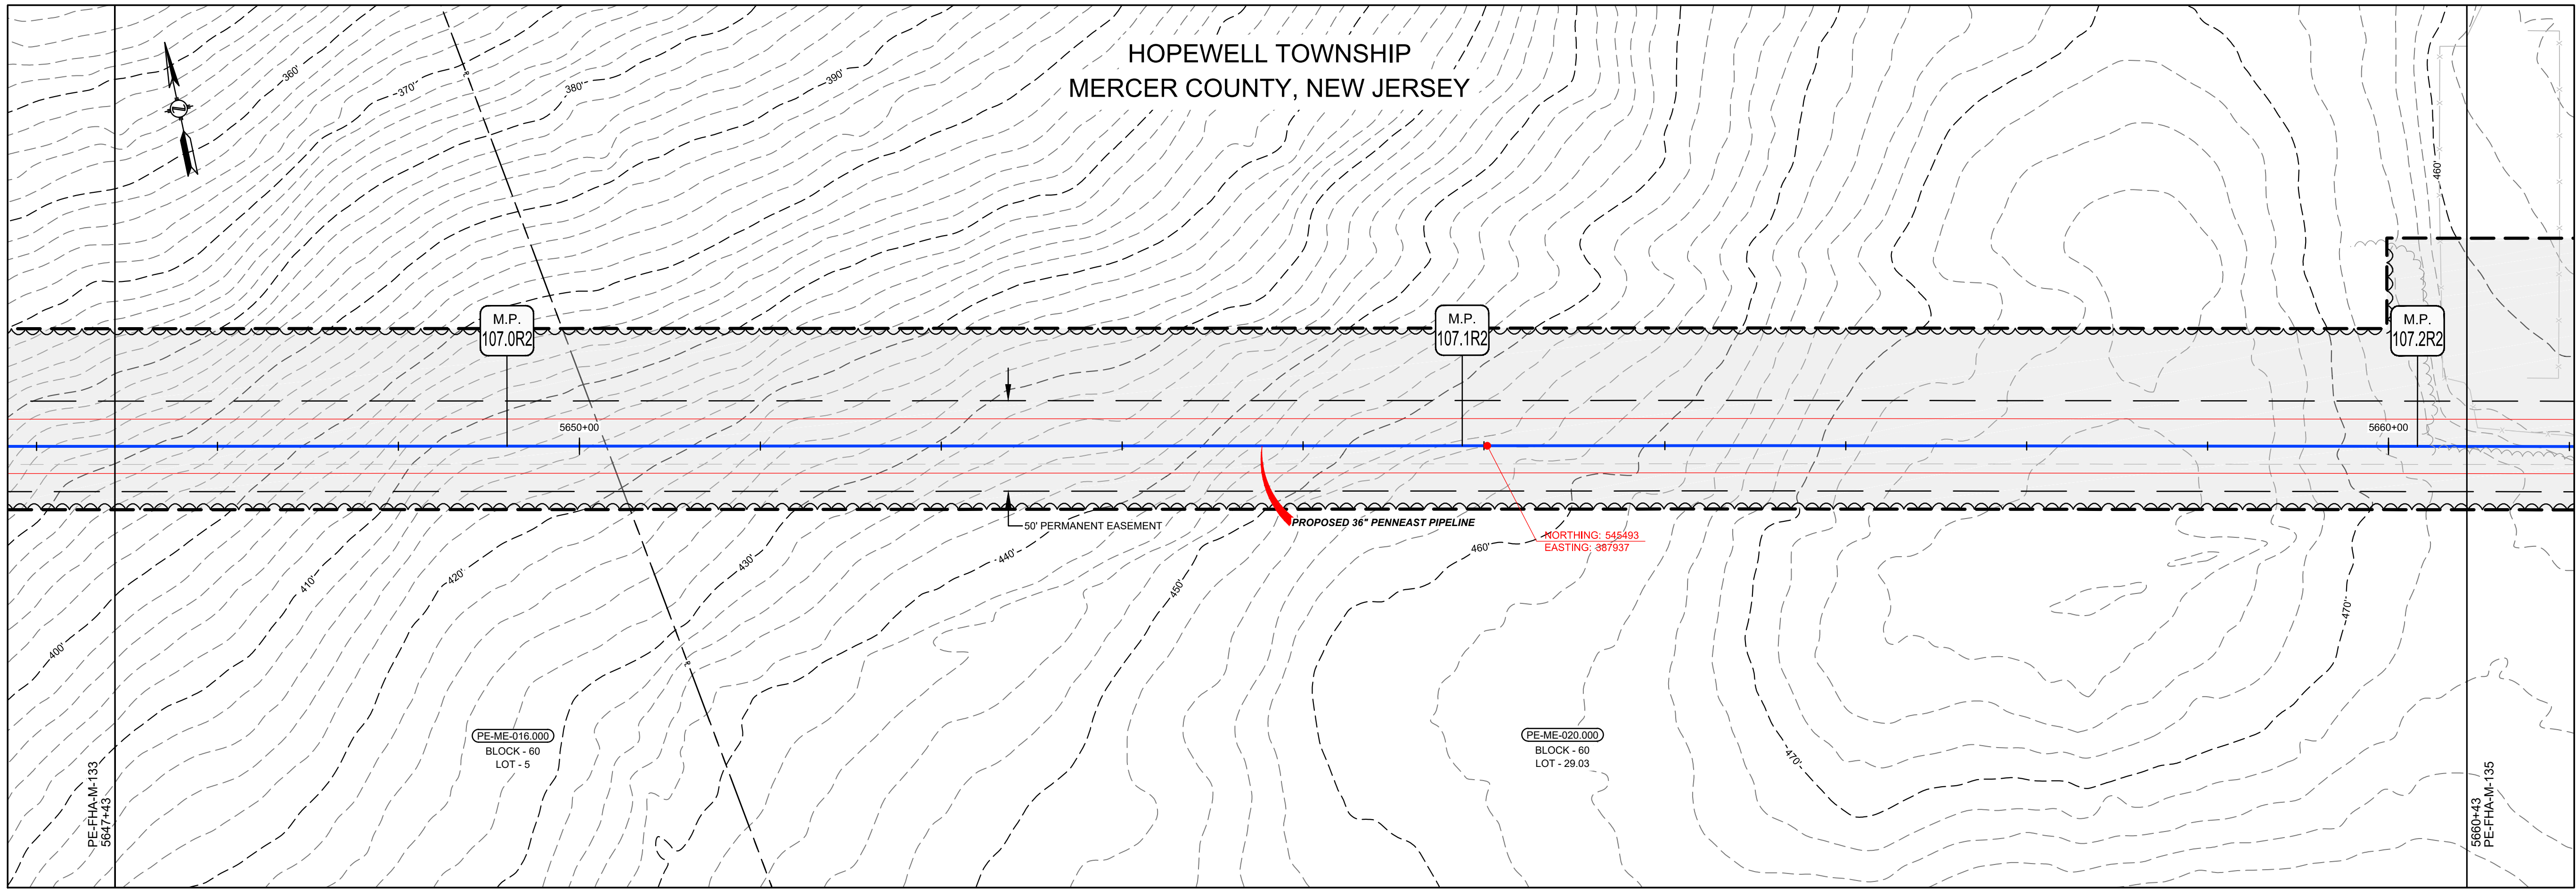 HOPEWELL TOWNSHIP
MERCER COUNTY, NEW JERSEY
360'
370'
380'
390'
460'
Z
M.P.
107.0R2
M.P.
107.1R2
M.P.
107.2R2
5650+00
5660+00
50' PERMANENT EASEMENT
PROPOSED 36" PENNEAST PIPELINE
NORTHING: 545493
EASTING: 387937
400'
410'
420'
430'
440'
450'
460'
470'
470'
PE-ME-016.000
BLOCK - 60
LOT - 5
PE-ME-020.000
BLOCK - 60
LOT - 29.03
PE-FHA-M-133
5647+43
5660+43
PE-FHA-M-135